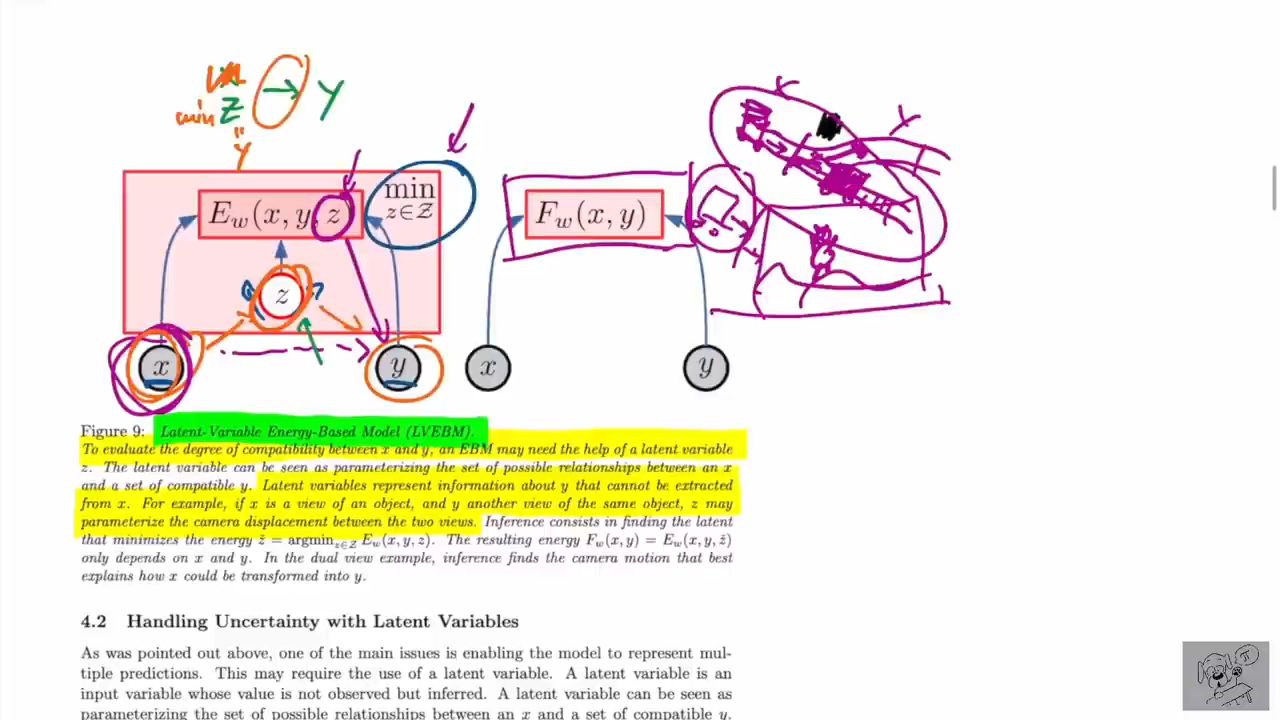 min Z → Y
Y
X
Y
E_w(x, y, z)
min
z∈Z
F_w(x, y)
z
x
y
x
y
Figure 9: Latent-Variable Energy-Based Model (LVEBM).
To evaluate the degree of compatibility between x and y, an EBM may need the help of a latent variable
z. The latent variable can be seen as parameterizing the set of possible relationships between an x
and a set of compatible y. Latent variables represent information about y that cannot be extracted
from x. For example, if x is a view of an object, and y another view of the same object, z may
parameterize the camera displacement between the two views. Inference consists in finding the latent
that minimizes the energy ž = argmin_{z∈Z} E_w(x, y, z). The resulting energy F_w(x, y) = E_w(x, y, ž)
only depends on x and y. In the dual view example, inference finds the camera motion that best
explains how x could be transformed into y.
4.2 Handling Uncertainty with Latent Variables
As was pointed out above, one of the main issues is enabling the model to represent mul-
tiple predictions. This may require the use of a latent variable. A latent variable is an
input variable whose value is not observed but inferred. A latent variable can be seen as
parameterizing the set of possible relationships between an x and a set of compatible y.